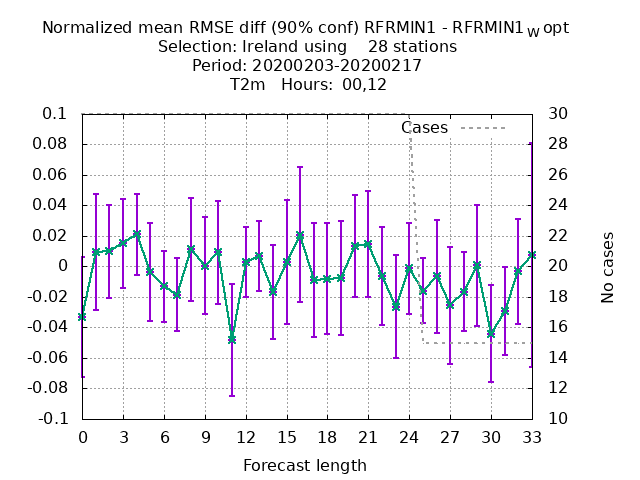 Normalized mean RMSE diff (90% conf) RFRMIN1 - RFRMIN1w opt
Selection: Ireland using    28 stations
Period: 20200203-20200217
T2m   Hours:  00,12
Cases
0.1
0.08
0.06
0.04
0.02
0
-0.02
-0.04
-0.06
-0.08
-0.1
30
28
26
24
22
20
18
16
14
12
10
No cases
0 3 6 9 12 15 18 21 24 27 30 33
Forecast length